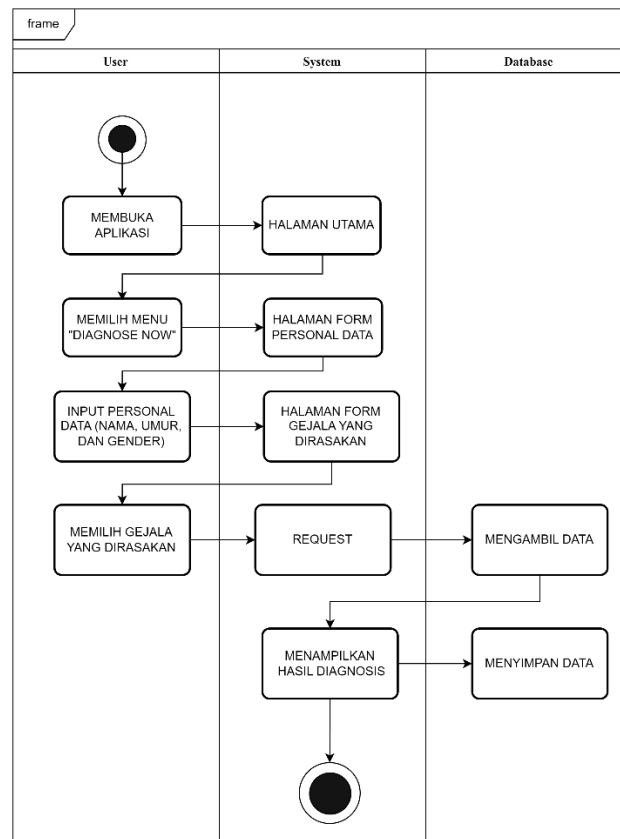 frame
User
System
Database
MEMBUKA
APLIKASI
HALAMAN UTAMA
MEMILIH MENU
"DIAGNOSE NOW"
HALAMAN FORM
PERSONAL DATA
INPUT PERSONAL
DATA (NAMA, UMUR,
DAN GENDER)
HALAMAN FORM
GEJALA YANG
DIRASAKAN
MEMILIH GEJALA
YANG DIRASAKAN
REQUEST
MENGAMBIL DATA
MENAMPILKAN
HASIL DIAGNOSIS
MENYIMPAN DATA